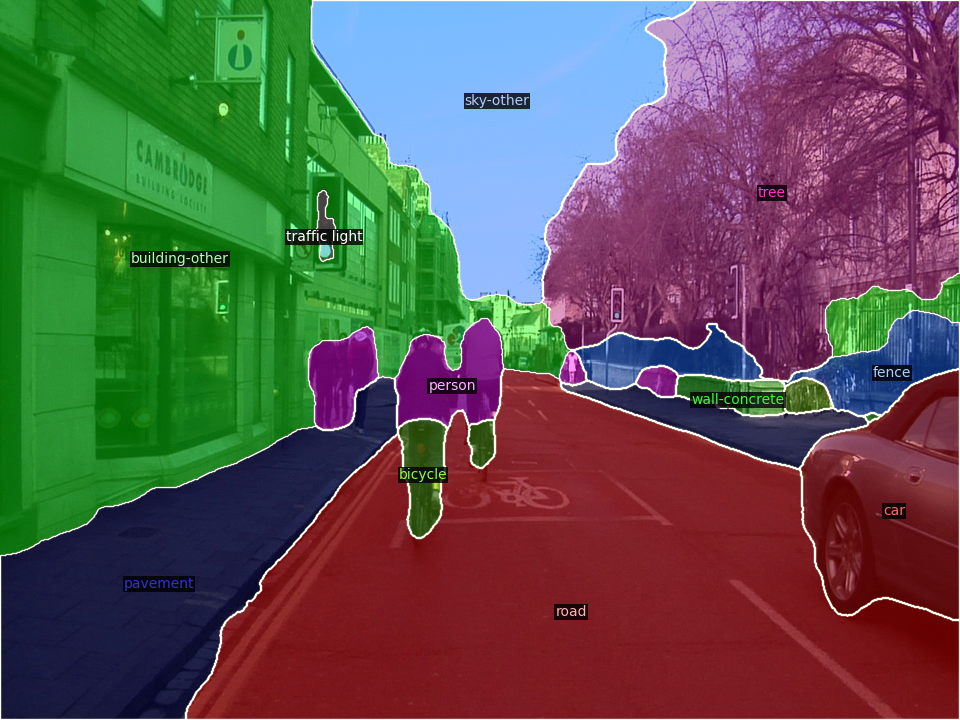 i
sky-other
CAMBRIDGE
BUILDING SOCIETY
tree
traffic light
building-other
person
fence
wall-concrete
bicycle
car
pavement
road